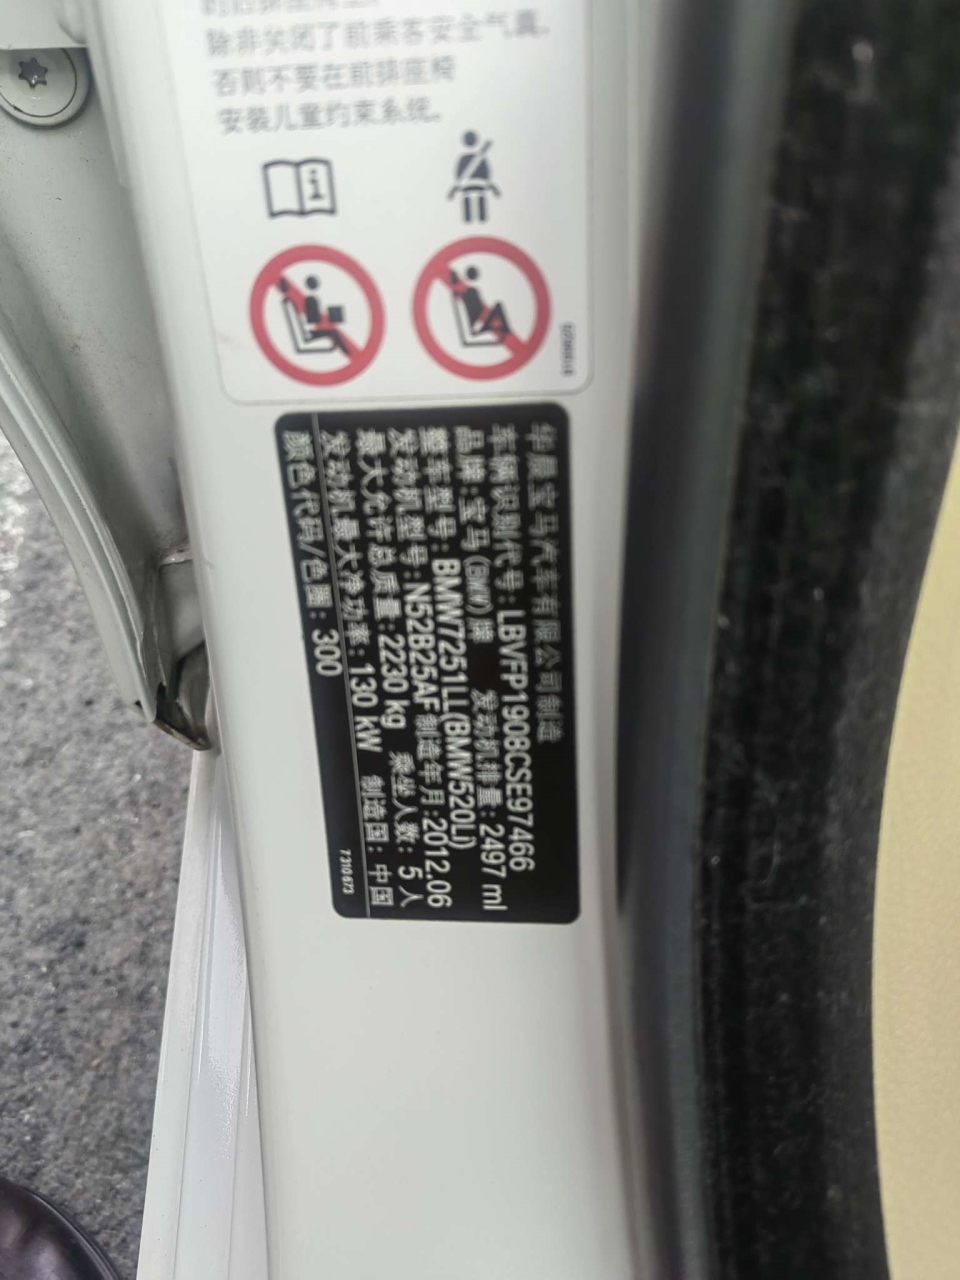 除非关闭了前乘客安全气囊,
否则不要在前排座椅
安装儿童约束系统。
华晨宝马汽车有限公司制造
车辆识别代号: LBVFP1908CSE97466
品牌: 宝马(BMW)牌 发动机排量: 2497 ml
整车型号: BMW7251LL(BMW520Li)
发动机型号: N52B25AF 制造年月: 2012.06
最大允许总质量: 2230 kg 乘坐人数: 5 人
发动机最大净功率: 130 kW 制造国: 中国
颜色代码/色圈: 300
7310673